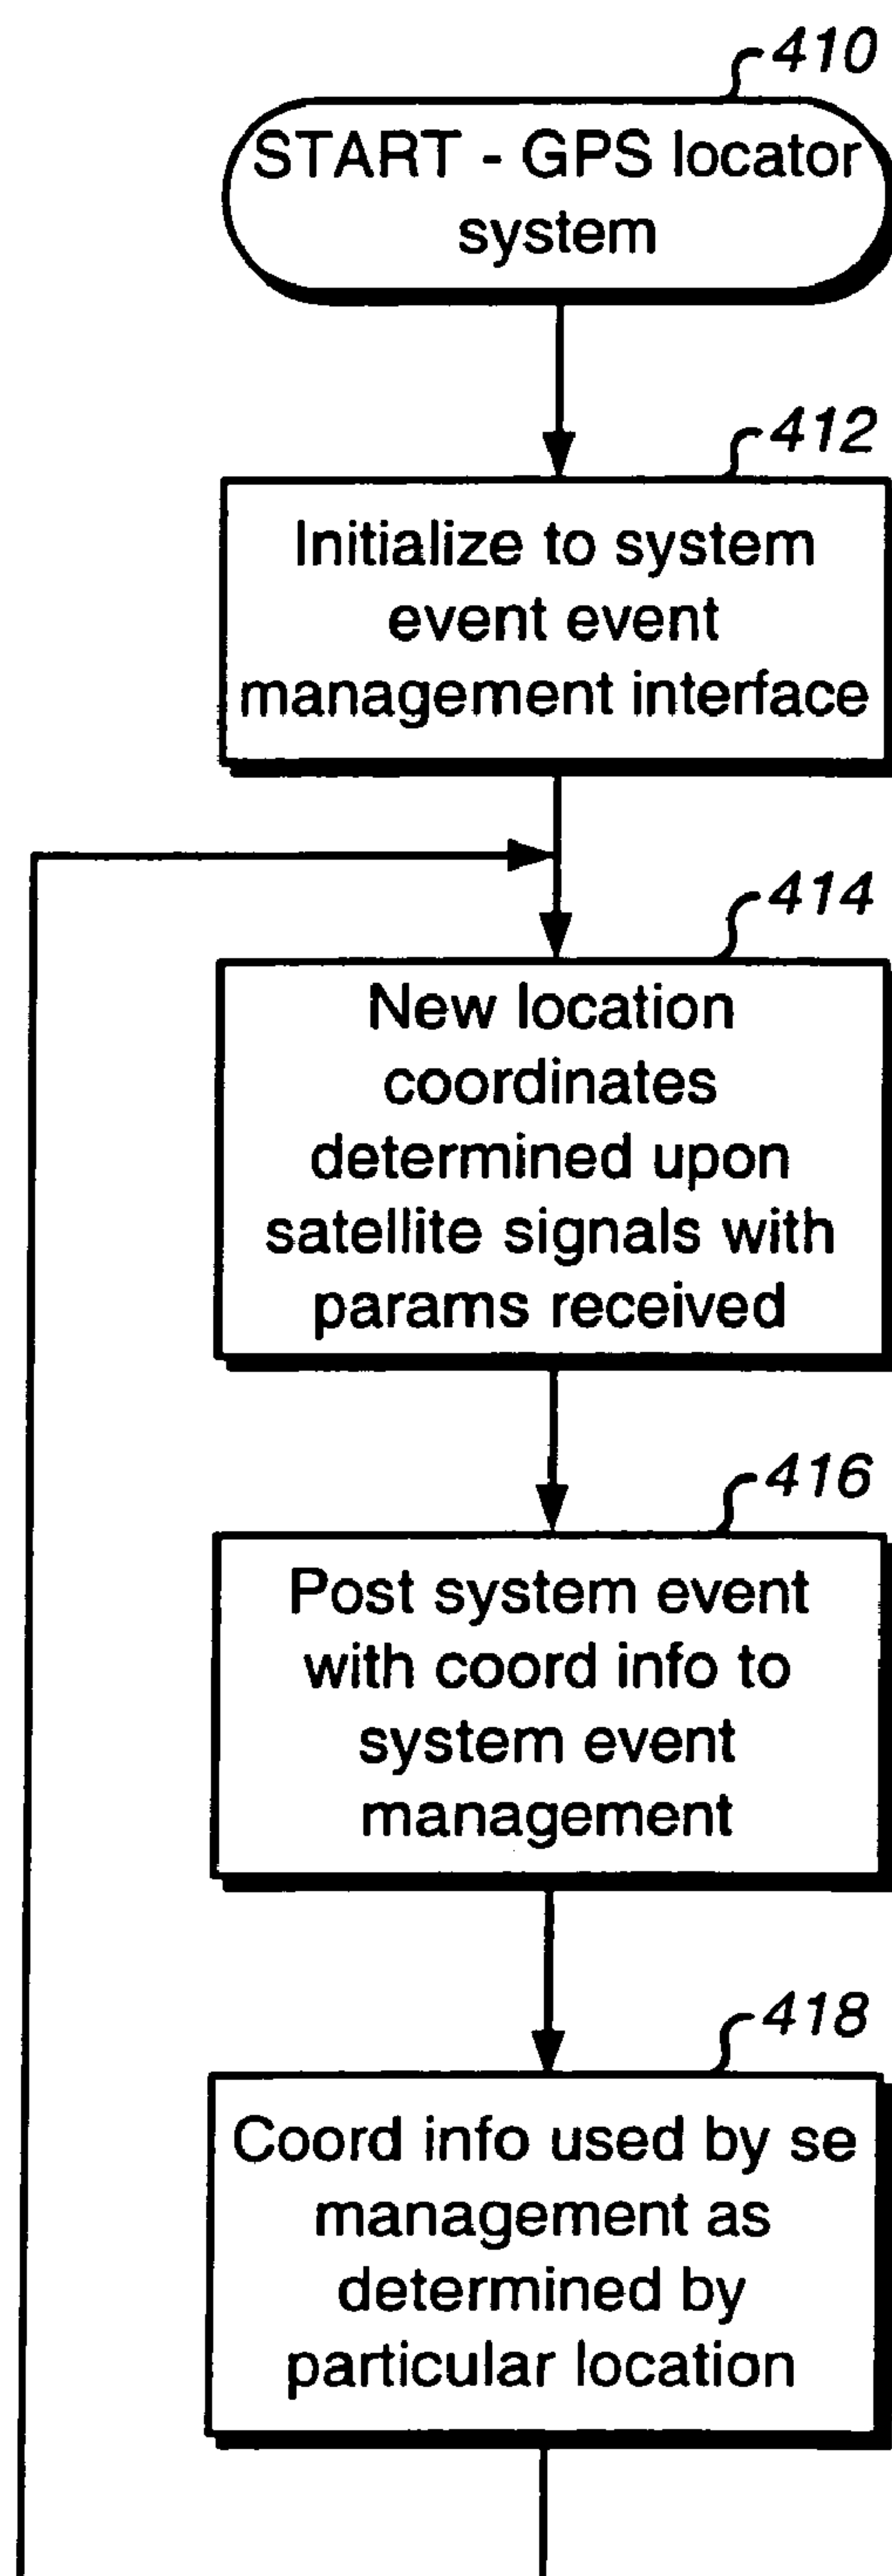 410
START - GPS locator
system
412
Initialize to system
event event
management interface
414
New location
coordinates
determined upon
satellite signals with
params received
416
Post system event
with coord info to
system event
management
418
Coord info used by se
management as
determined by
particular location